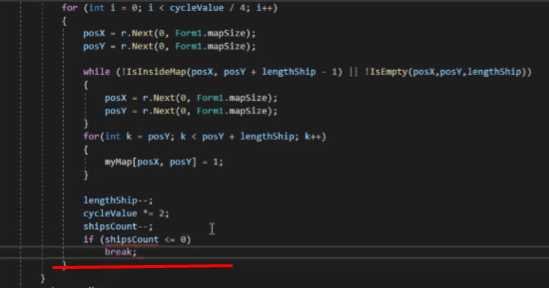 for (int i = 0; i < cycleValue / 4; i++)
{
posX = r.Next(0, Form1.mapSize);
posY = r.Next(0, Form1.mapSize);
while (!IsInsideMap(posX, posY + lengthShip - 1) || !IsEmpty(posX,posY,lengthShip))
{
posX = r.Next(0, Form1.mapSize);
posY = r.Next(0, Form1.mapSize);
}
for(int k = posY; k < posY + lengthShip; k++)
{
myMap[posX, posY] = 1;
}
lengthShip--;
cycleValue *= 2;
shipsCount--;
if (shipsCount <= 0)
break;
}
}